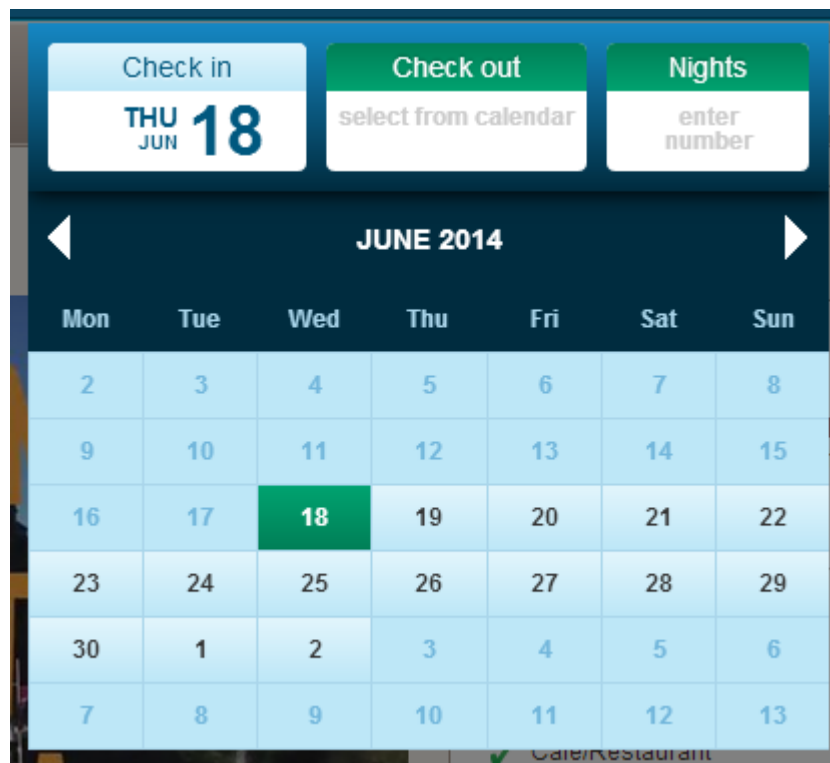 Check in Check out Nights
THU JUN 18 select from calendar enter number
JUNE 2014
Mon Tue Wed Thu Fri Sat Sun
2 3 4 5 6 7 8
9 10 11 12 13 14 15
16 17 18 19 20 21 22
23 24 25 26 27 28 29
30 1 2 3 4 5 6
7 8 9 10 11 12 13
Cafe/Restaurant